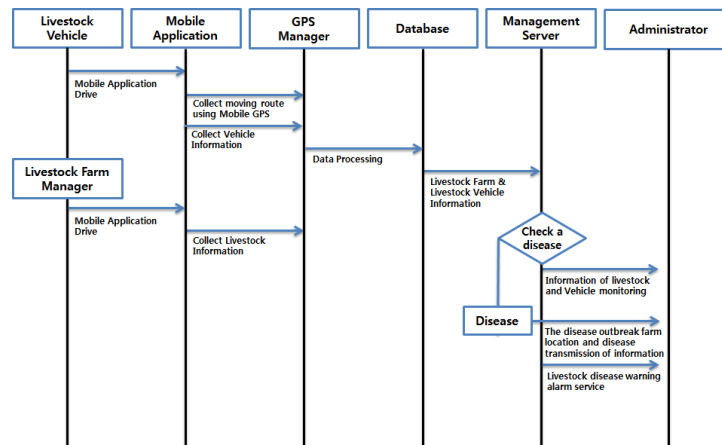 Livestock
Vehicle
Mobile
Application
GPS
Manager
Database
Management
Server
Administrator
Mobile Application
Drive
Collect moving route
using Mobile GPS
Collect Vehicle
Information
Data Processing
Livestock Farm
Manager
Livestock Farm &
Livestock Vehicle
Information
Mobile Application
Drive
Collect Livestock
Information
Check a
disease
Information of livestock
and Vehicle monitoring
Disease
The disease outbreak farm
location and disease
transmission of information
Livestock disease warning
alarm service